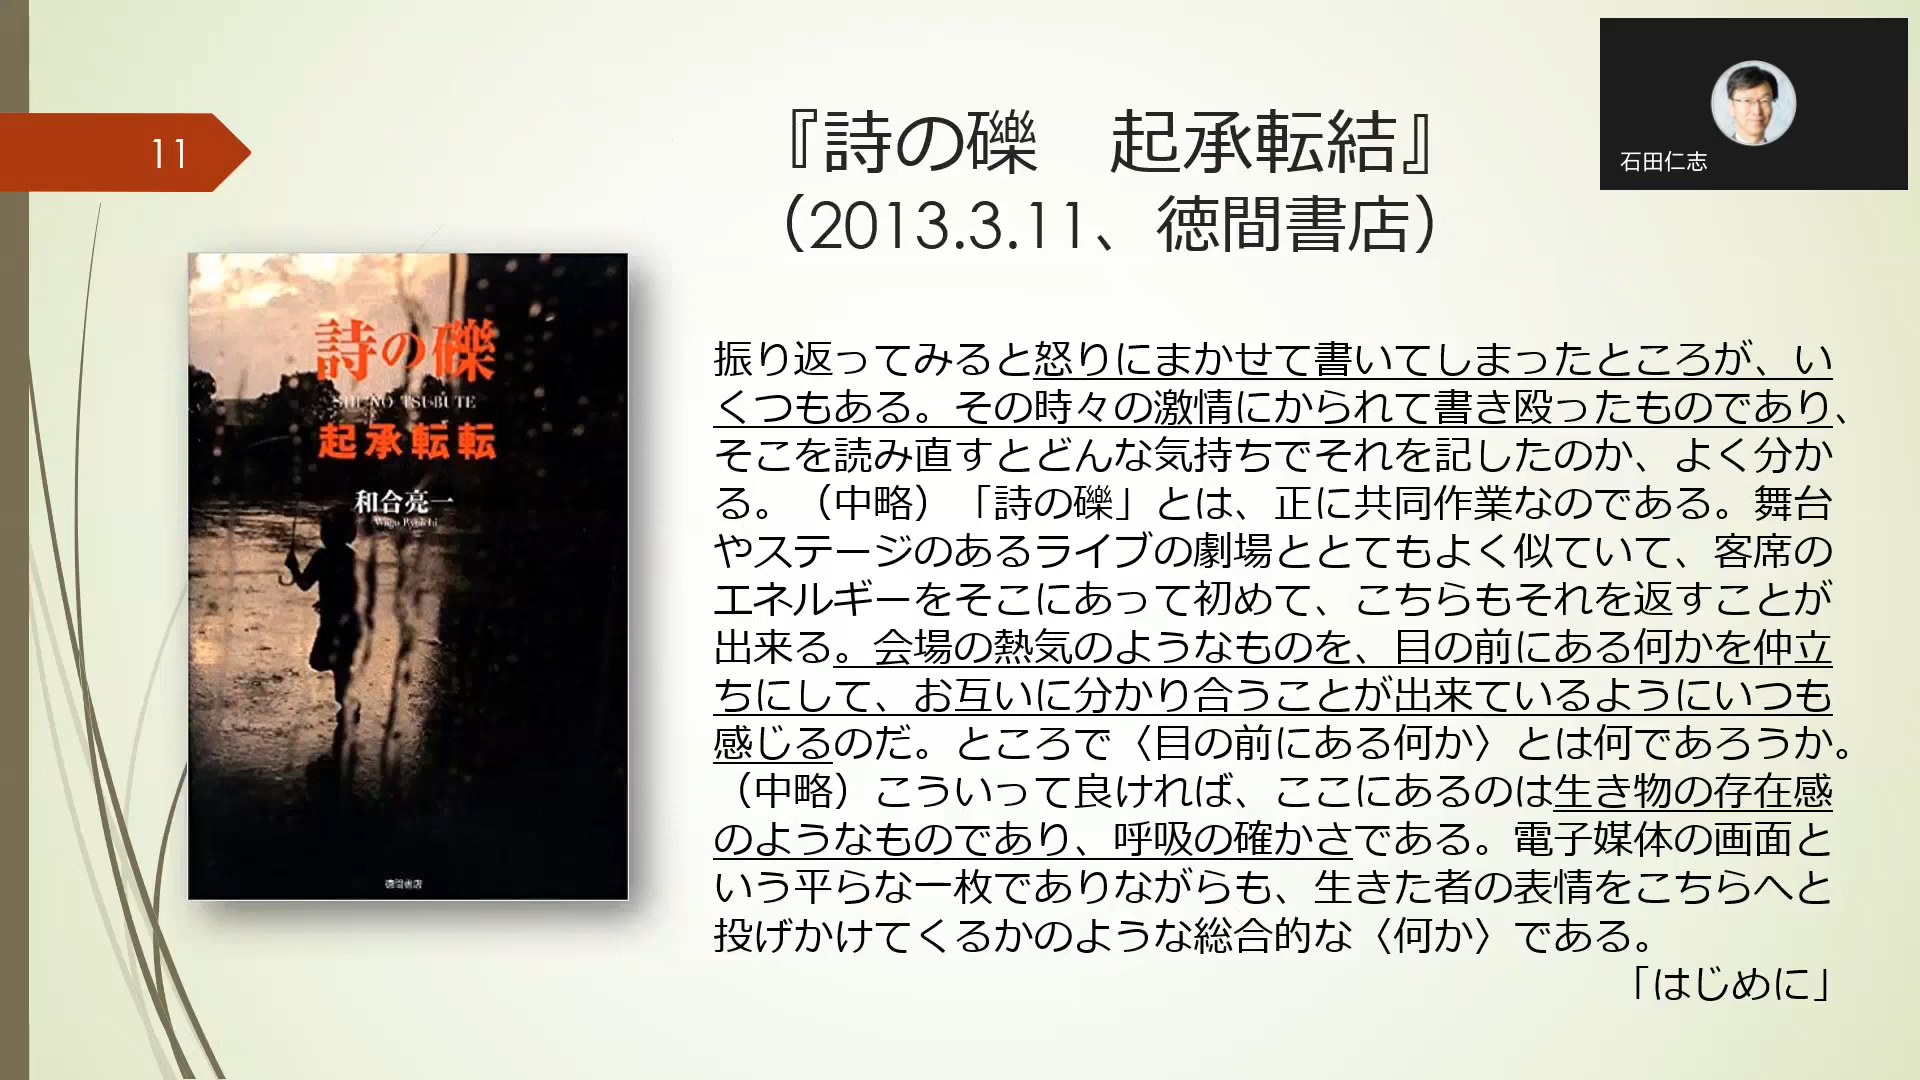 11
『詩の礫　起承転結』
（2013.3.11、徳間書店）
石田仁志
詩の礫
SHI NO TSUBUTE
起承転転
和合亮一
Wago Ryoichi
徳間書店
振り返ってみると怒りにまかせて書いてしまったところが、い
くつもある。その時々の激情にかられて書き殴ったものであり、
そこを読み直すとどんな気持ちでそれを記したのか、よく分か
る。（中略）「詩の礫」とは、正に共同作業なのである。舞台
やステージのあるライブの劇場ととてもよく似ていて、客席の
エネルギーをそこにあって初めて、こちらもそれを返すことが
出来る。会場の熱気のようなものを、目の前にある何かを仲立
ちにして、お互いに分かり合うことが出来ているようにいつも
感じるのだ。ところで〈目の前にある何か〉とは何であろうか。
（中略）こういって良ければ、ここにあるのは生き物の存在感
のようなものであり、呼吸の確かさである。電子媒体の画面と
いう平らな一枚でありながらも、生きた者の表情をこちらへと
投げかけてくるかのような総合的な〈何か〉である。
「はじめに」